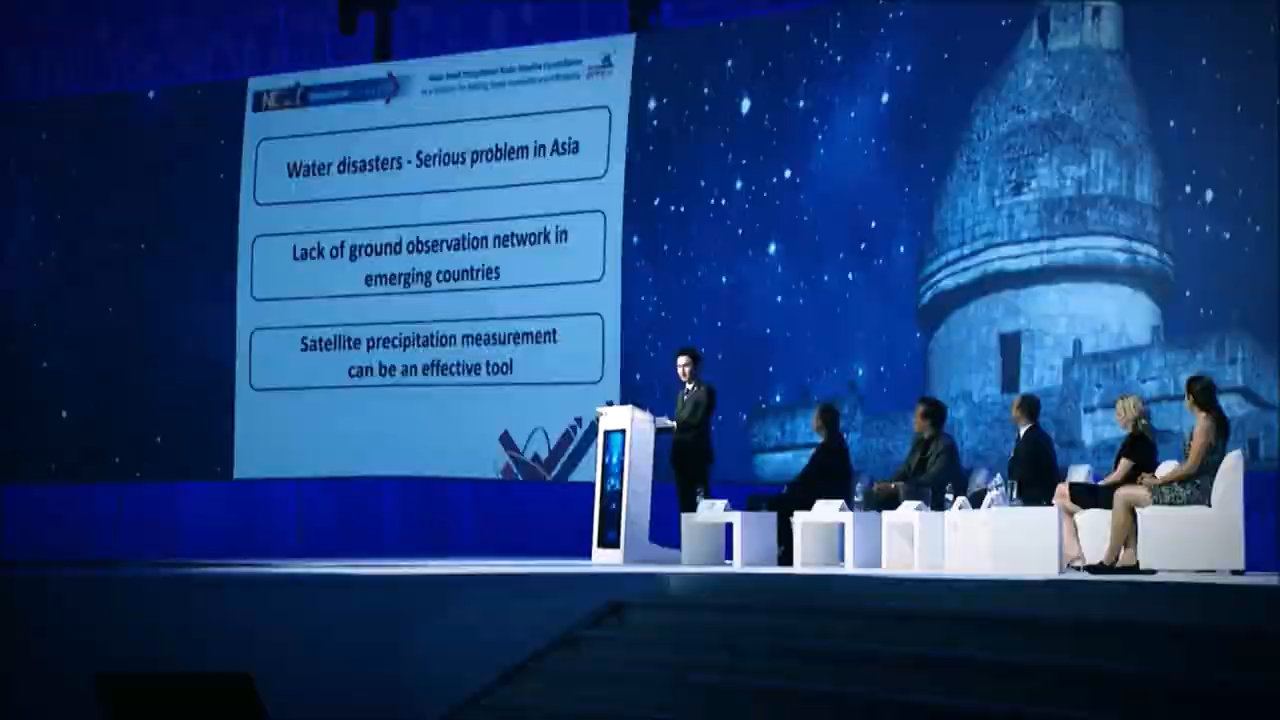 Water disasters - Serious problem in Asia
Lack of ground observation network in
emerging countries
Satellite precipitation measurement
can be an effective tool